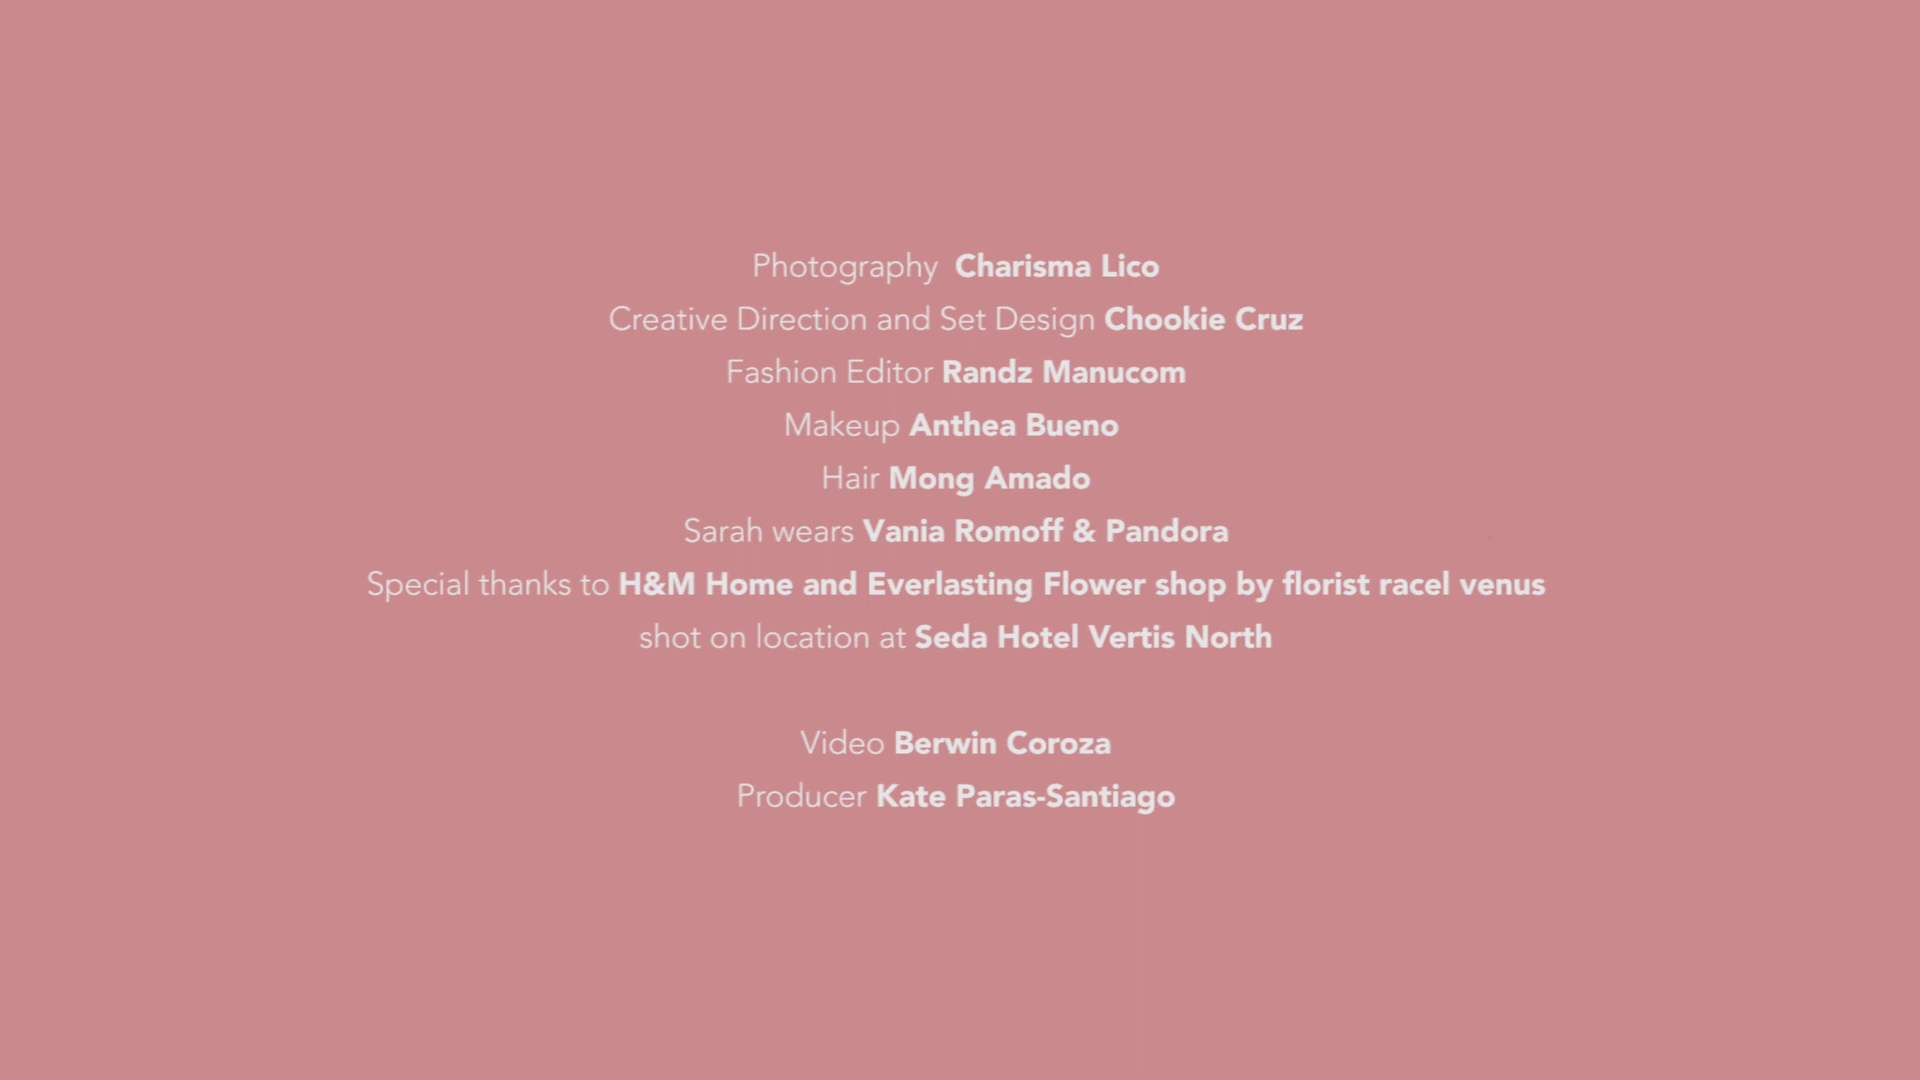 Photography Charisma Lico
Creative Direction and Set Design Chookie Cruz
Fashion Editor Randz Manucom
Makeup Anthea Bueno
Hair Mong Amado
Sarah wears Vania Romoff & Pandora
Special thanks to H&M Home and Everlasting Flower shop by florist racel venus
shot on location at Seda Hotel Vertis North
Video Berwin Coroza
Producer Kate Paras-Santiago